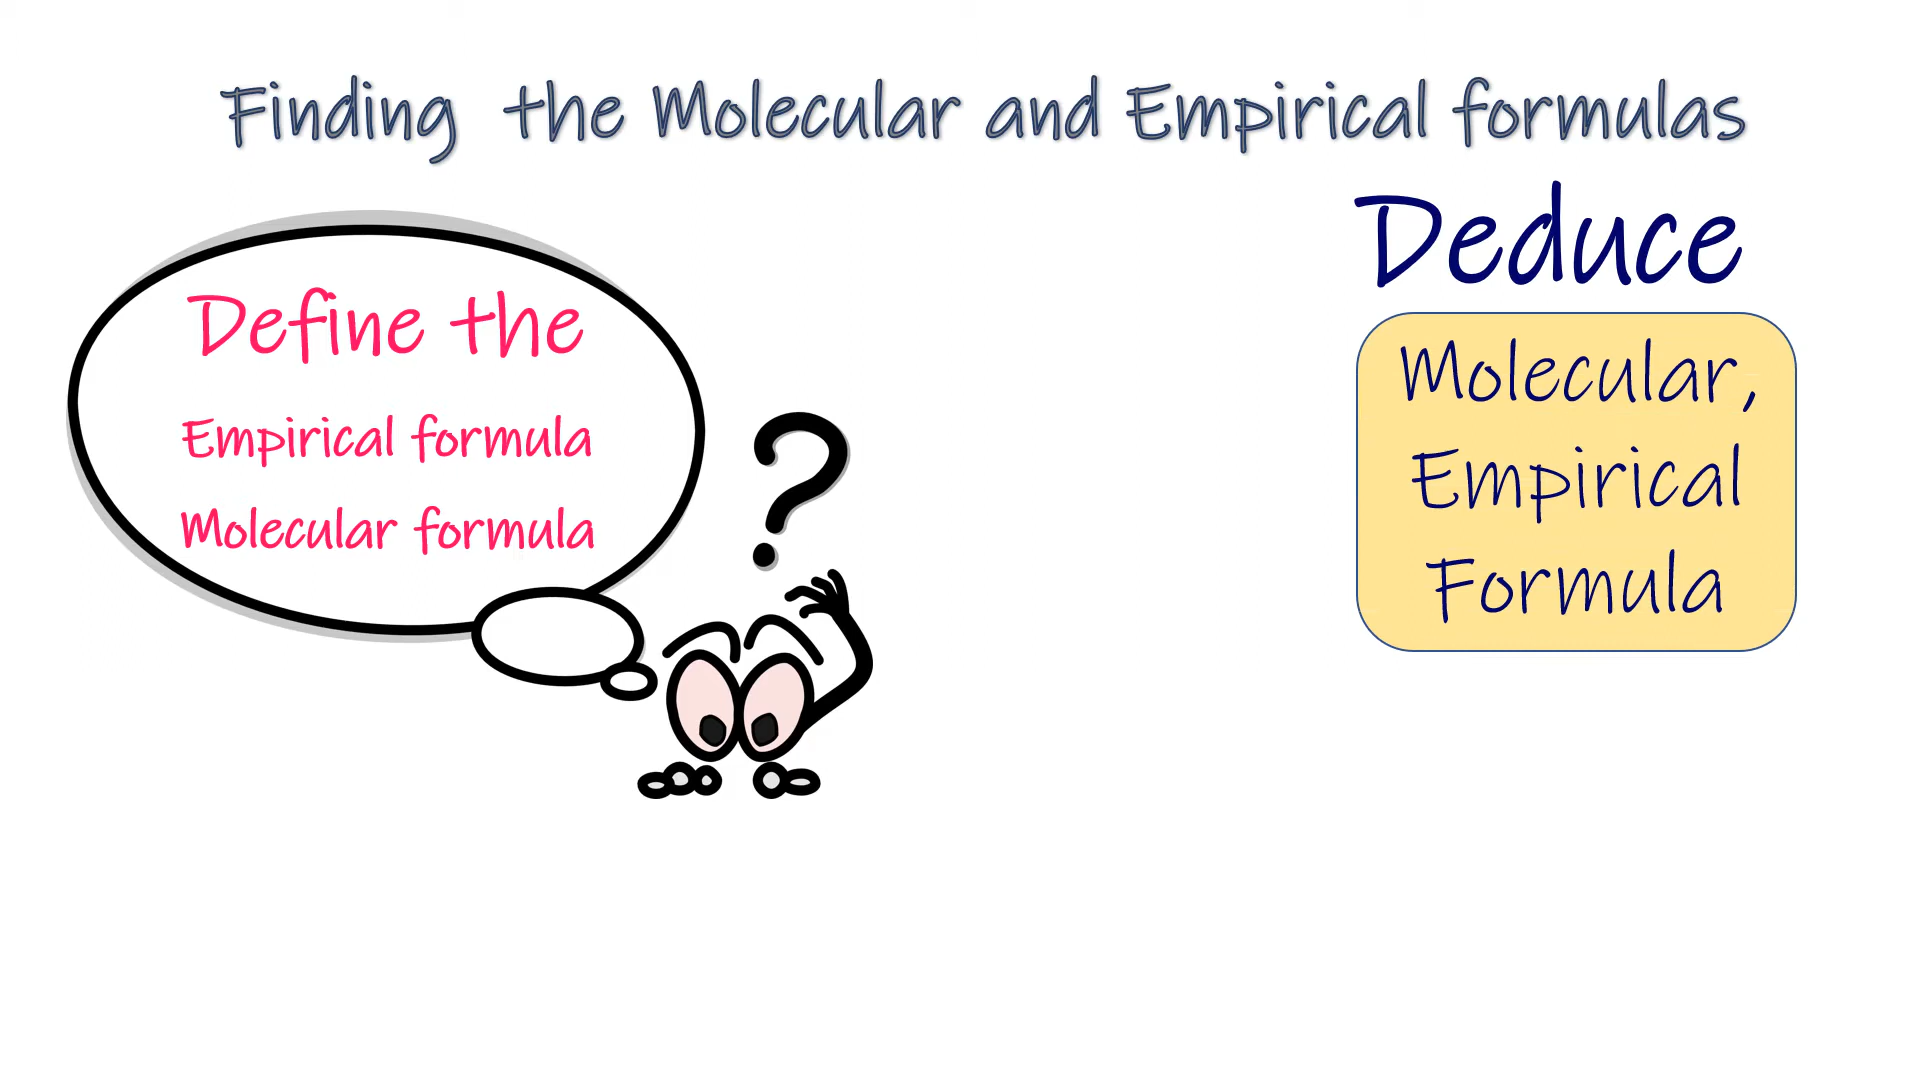 Finding the Molecular and Empirical formulas
Define the
Empirical formula
Molecular formula
?
Deduce
Molecular,
Empirical
Formula